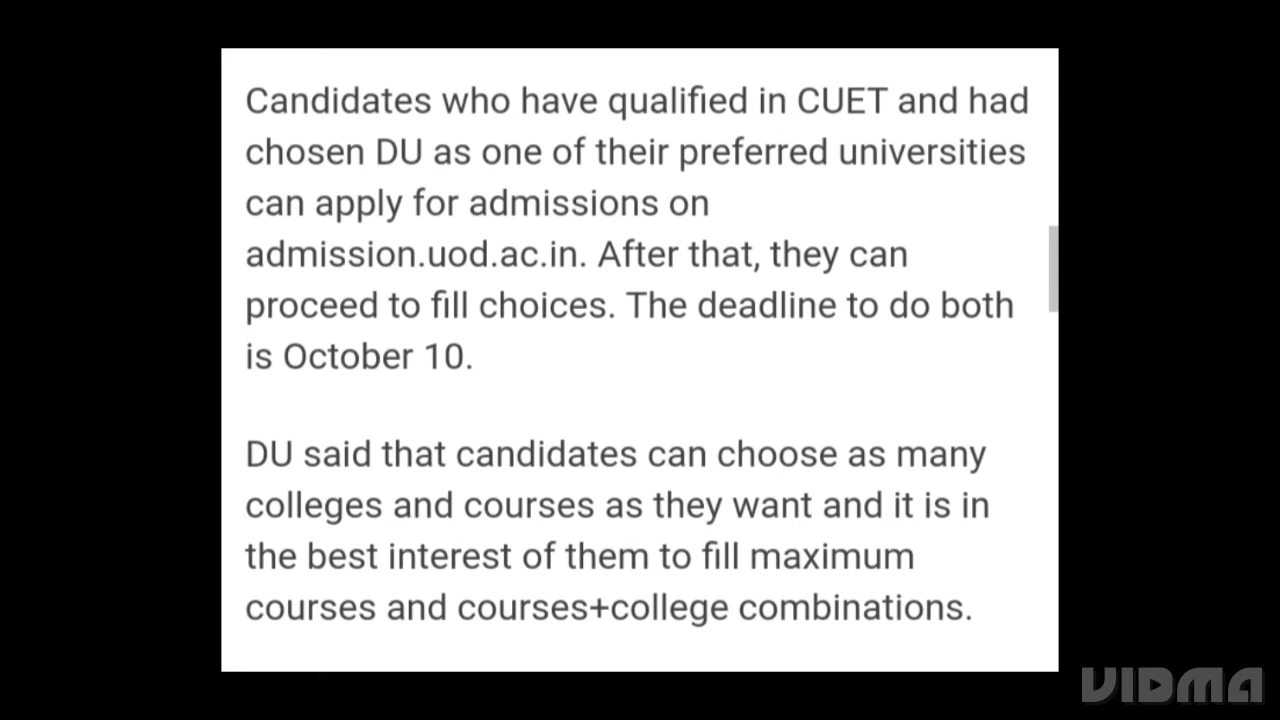 Candidates who have qualified in CUET and had
chosen DU as one of their preferred universities
can apply for admissions on
admission.uod.ac.in. After that, they can
proceed to fill choices. The deadline to do both
is October 10.
DU said that candidates can choose as many
colleges and courses as they want and it is in
the best interest of them to fill maximum
courses and courses+college combinations.
VIDMA